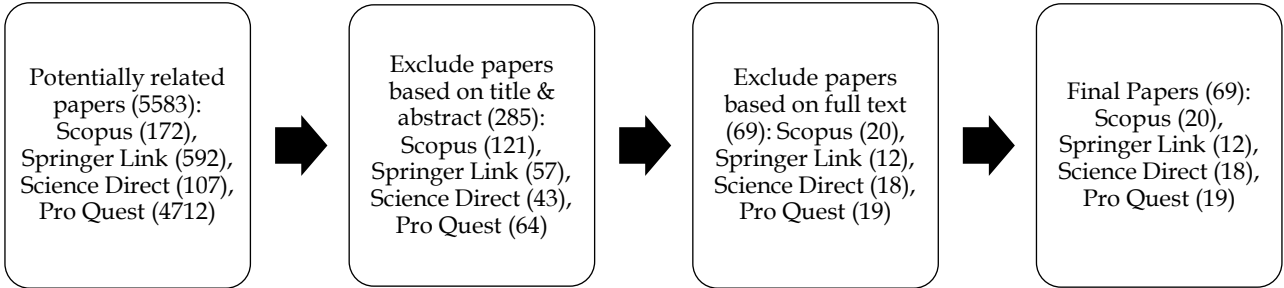 Potentially related
papers (5583):
Scopus (172),
Springer Link (592),
Science Direct (107),
Pro Quest (4712)
Exclude papers
based on title &
abstract (285):
Scopus (121),
Springer Link (57),
Science Direct (43),
Pro Quest (64)
Exclude papers
based on full text
(69): Scopus (20),
Springer Link (12),
Science Direct (18),
Pro Quest (19)
Final Papers (69):
Scopus (20),
Springer Link (12),
Science Direct (18),
Pro Quest (19)